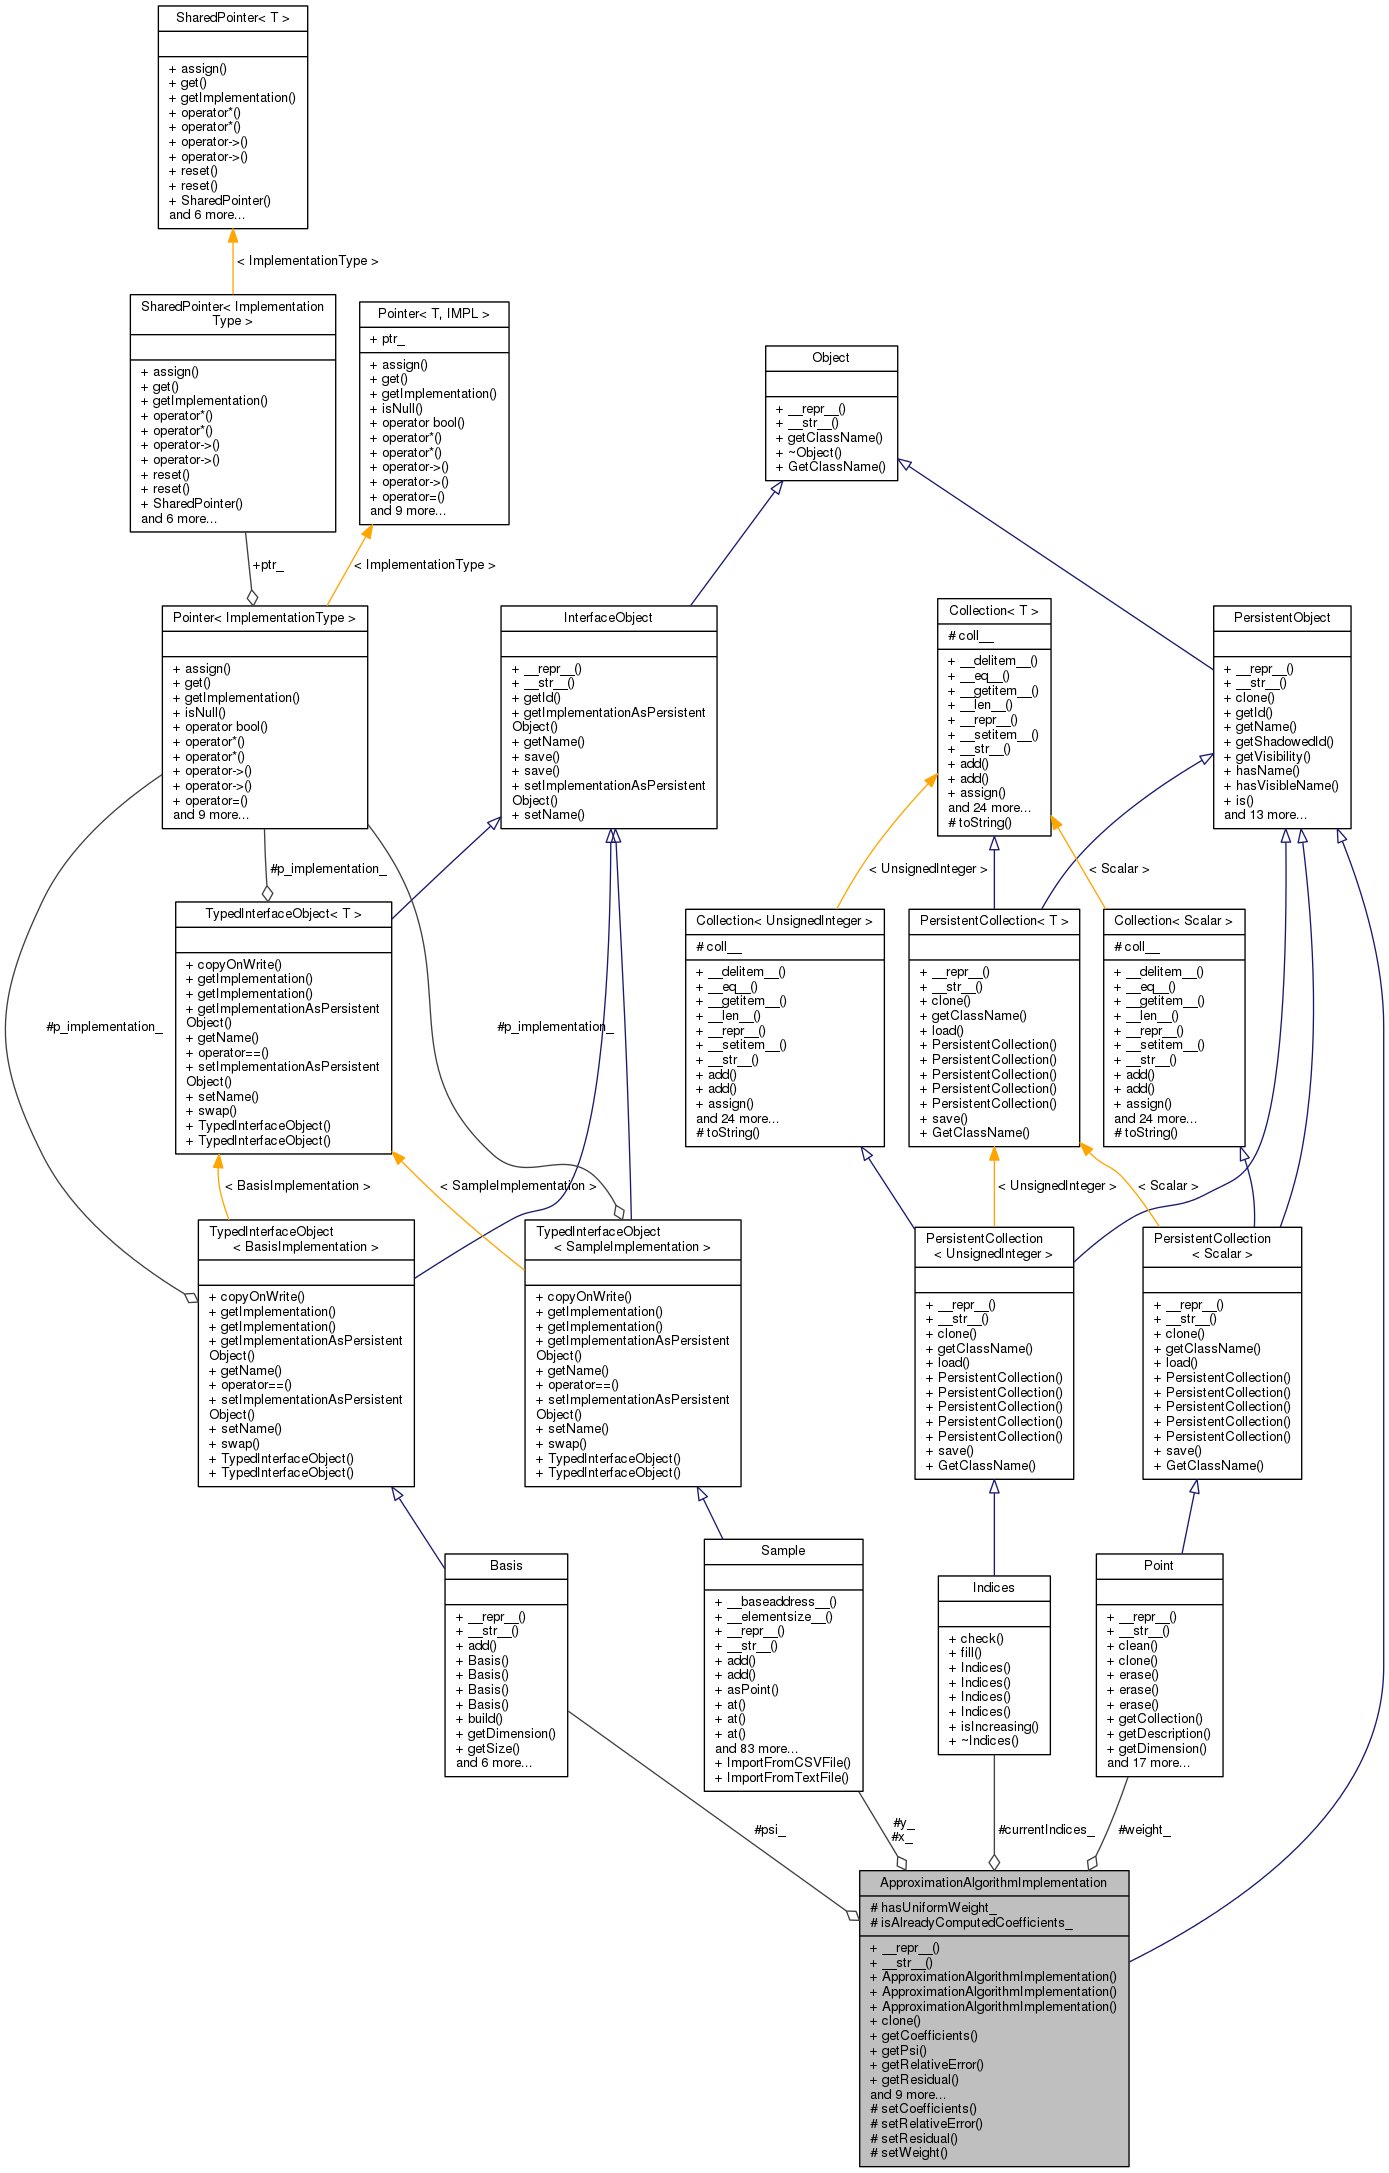 SharedPointer< T >
+ assign()
+ get()
+ getImplementation()
+ operator*()
+ operator*()
+ operator->()
+ operator->()
+ reset()
+ reset()
+ SharedPointer()
and 6 more...
< ImplementationType >
SharedPointer< Implementation
Type >
+ assign()
+ get()
+ getImplementation()
+ operator*()
+ operator*()
+ operator->()
+ operator->()
+ reset()
+ reset()
+ SharedPointer()
and 6 more...
Pointer< T, IMPL >
+ ptr_
+ assign()
+ get()
+ getImplementation()
+ isNull()
+ operator bool()
+ operator*()
+ operator*()
+ operator->()
+ operator->()
+ operator=()
and 9 more...
Object
+ __repr__()
+ __str__()
+ getClassName()
+ ~Object()
+ GetClassName()
+ptr_
< ImplementationType >
Pointer< ImplementationType >
+ assign()
+ get()
+ getImplementation()
+ isNull()
+ operator bool()
+ operator*()
+ operator*()
+ operator->()
+ operator->()
+ operator=()
and 9 more...
InterfaceObject
+ __repr__()
+ __str__()
+ getId()
+ getImplementationAsPersistent
Object()
+ getName()
+ save()
+ save()
+ setImplementationAsPersistent
Object()
+ setName()
Collection< T >
# coll__
+ __delitem__()
+ __eq__()
+ __getitem__()
+ __len__()
+ __repr__()
+ __setitem__()
+ __str__()
+ add()
+ add()
+ assign()
and 24 more...
# toString()
PersistentObject
+ __repr__()
+ __str__()
+ clone()
+ getId()
+ getName()
+ getShadowedId()
+ getVisibility()
+ hasName()
+ hasVisibleName()
+ is()
and 13 more...
#p_implementation_
< UnsignedInteger >
< Scalar >
TypedInterfaceObject< T >
+ copyOnWrite()
+ getImplementation()
+ getImplementation()
+ getImplementationAsPersistent
Object()
+ getName()
+ operator==()
+ setImplementationAsPersistent
Object()
+ setName()
+ swap()
+ TypedInterfaceObject()
+ TypedInterfaceObject()
#p_implementation_
#p_implementation_
Collection< UnsignedInteger >
# coll__
+ __delitem__()
+ __eq__()
+ __getitem__()
+ __len__()
+ __repr__()
+ __setitem__()
+ __str__()
+ add()
+ add()
+ assign()
and 24 more...
# toString()
PersistentCollection< T >
+ __repr__()
+ __str__()
+ clone()
+ getClassName()
+ load()
+ PersistentCollection()
+ PersistentCollection()
+ PersistentCollection()
+ PersistentCollection()
+ PersistentCollection()
+ save()
+ GetClassName()
Collection< Scalar >
# coll__
+ __delitem__()
+ __eq__()
+ __getitem__()
+ __len__()
+ __repr__()
+ __setitem__()
+ __str__()
+ add()
+ add()
+ assign()
and 24 more...
# toString()
< BasisImplementation >
< SampleImplementation >
< UnsignedInteger >
< Scalar >
TypedInterfaceObject
< BasisImplementation >
+ copyOnWrite()
+ getImplementation()
+ getImplementation()
+ getImplementationAsPersistent
Object()
+ getName()
+ operator==()
+ setImplementationAsPersistent
Object()
+ setName()
+ swap()
+ TypedInterfaceObject()
+ TypedInterfaceObject()
TypedInterfaceObject
< SampleImplementation >
+ copyOnWrite()
+ getImplementation()
+ getImplementation()
+ getImplementationAsPersistent
Object()
+ getName()
+ operator==()
+ setImplementationAsPersistent
Object()
+ setName()
+ swap()
+ TypedInterfaceObject()
+ TypedInterfaceObject()
PersistentCollection
< UnsignedInteger >
+ __repr__()
+ __str__()
+ clone()
+ getClassName()
+ load()
+ PersistentCollection()
+ PersistentCollection()
+ PersistentCollection()
+ PersistentCollection()
+ PersistentCollection()
+ save()
+ GetClassName()
PersistentCollection
< Scalar >
+ __repr__()
+ __str__()
+ clone()
+ getClassName()
+ load()
+ PersistentCollection()
+ PersistentCollection()
+ PersistentCollection()
+ PersistentCollection()
+ PersistentCollection()
+ save()
+ GetClassName()
Basis
+ __repr__()
+ __str__()
+ add()
+ Basis()
+ Basis()
+ Basis()
+ Basis()
+ build()
+ getDimension()
+ getSize()
and 6 more...
Sample
+ __baseaddress__()
+ __elementsize__()
+ __repr__()
+ __str__()
+ add()
+ add()
+ asPoint()
+ at()
+ at()
+ at()
and 83 more...
+ ImportFromCSVFile()
+ ImportFromTextFile()
Indices
+ check()
+ fill()
+ Indices()
+ Indices()
+ Indices()
+ Indices()
+ isIncreasing()
+ ~Indices()
Point
+ __repr__()
+ __str__()
+ clean()
+ clone()
+ erase()
+ erase()
+ erase()
+ getCollection()
+ getDescription()
+ getDimension()
and 17 more...
#psi_
#y_
#x_
#currentIndices_
#weight_
ApproximationAlgorithmImplementation
# hasUniformWeight_
# isAlreadyComputedCoefficients_
+ __repr__()
+ __str__()
+ ApproximationAlgorithmImplementation()
+ ApproximationAlgorithmImplementation()
+ ApproximationAlgorithmImplementation()
+ clone()
+ getCoefficients()
+ getPsi()
+ getRelativeError()
+ getResidual()
and 9 more...
# setCoefficients()
# setRelativeError()
# setResidual()
# setWeight()